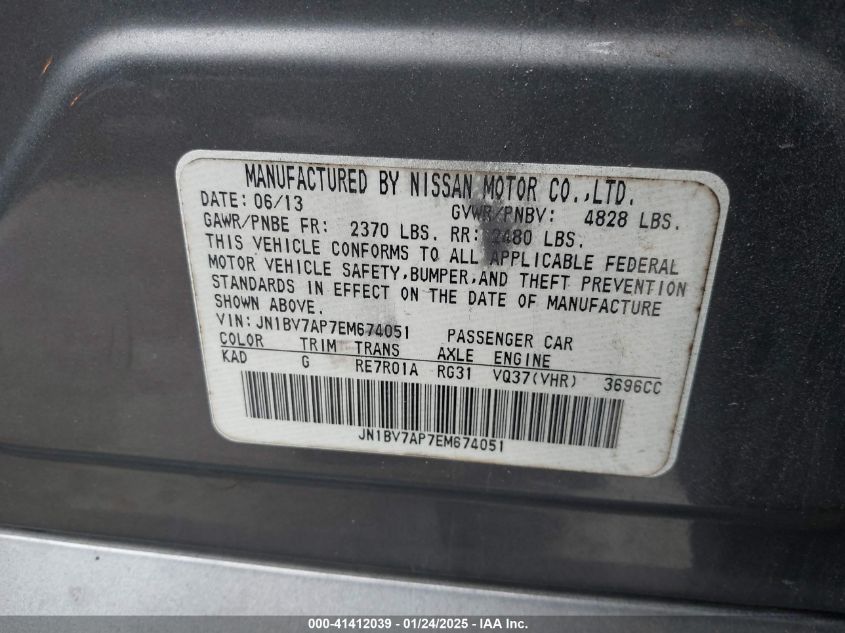 MANUFACTURED BY NISSAN MOTOR CO.,LTD.
DATE: 06/13 GVWR/PNBV: 4828 LBS.
GAWR/PNBE FR: 2370 LBS. RR: 2480 LBS.
THIS VEHICLE CONFORMS TO ALL APPLICABLE FEDERAL
MOTOR VEHICLE SAFETY,BUMPER,AND THEFT PREVENTION
STANDARDS IN EFFECT ON THE DATE OF MANUFACTURE
SHOWN ABOVE.
VIN: JN1BV7AP7EM674051 PASSENGER CAR
COLOR TRIM TRANS AXLE ENGINE
KAD G RE7R01A RG31 VQ37(VHR) 3696CC
JN1BV7AP7EM674051
000-41412039 - 01/24/2025 - IAA Inc.